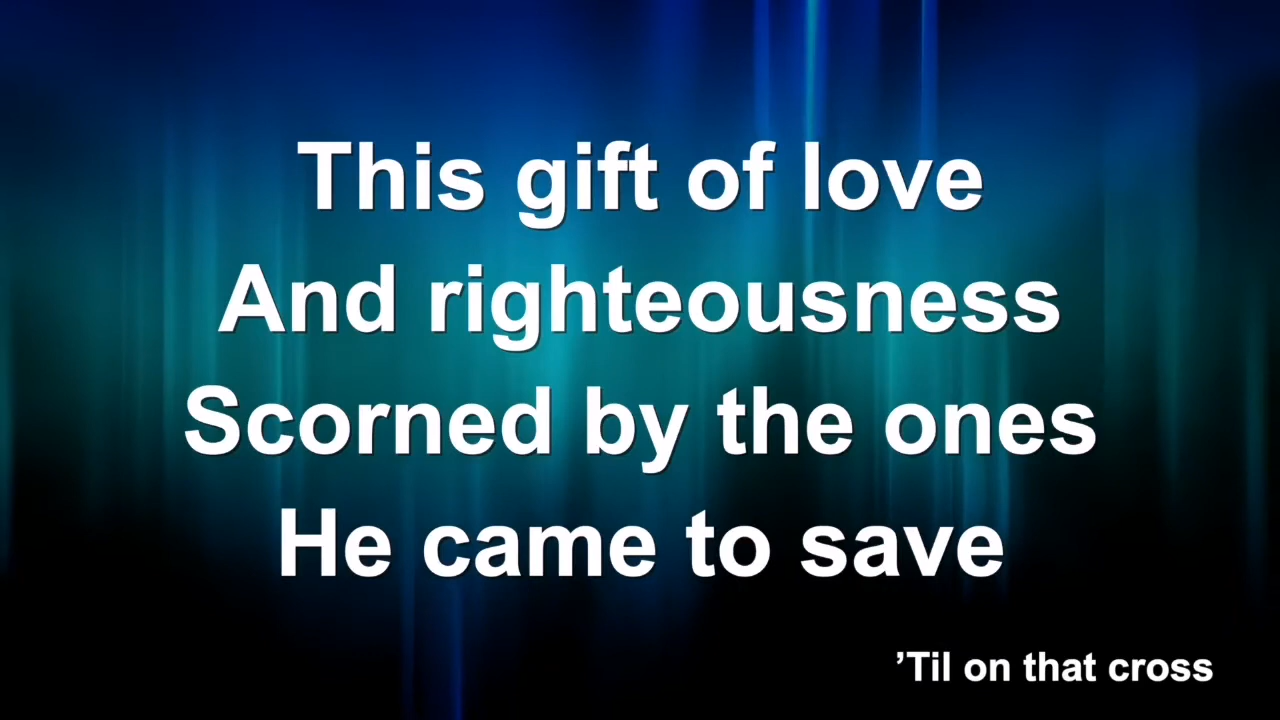 This gift of love
And righteousness
Scorned by the ones
He came to save
’Til on that cross